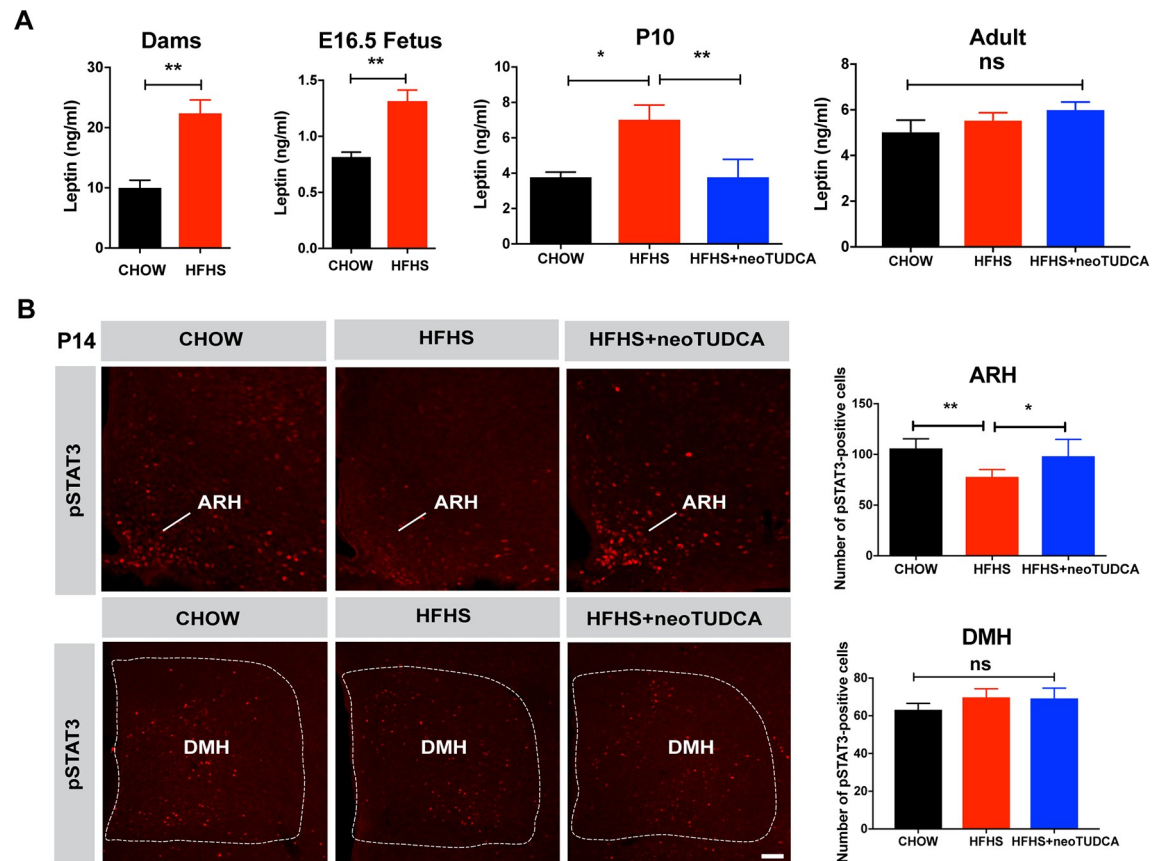 A
Dams
**
30
20
10
0
Leptin (ng/ml)
CHOW HFHS
E16.5 Fetus
**
1.5
1.0
0.5
0.0
Leptin (ng/ml)
CHOW HFHS
P10
* **
8
6
4
2
0
Leptin (ng/ml)
CHOW HFHS HFHS+neoTUDCA
Adult
ns
8
6
4
2
0
Leptin (ng/ml)
CHOW HFHS HFHS+neoTUDCA
B
P14
CHOW HFHS HFHS+neoTUDCA
pSTAT3
ARH ARH ARH
ARH
** *
150
100
50
0
Number of pSTAT3-positive cells
CHOW HFHS HFHS+neoTUDCA
CHOW HFHS HFHS+neoTUDCA
pSTAT3
DMH DMH DMH
DMH
ns
80
60
40
20
0
Number of pSTAT3-positive cells
CHOW HFHS HFHS+neoTUDCA